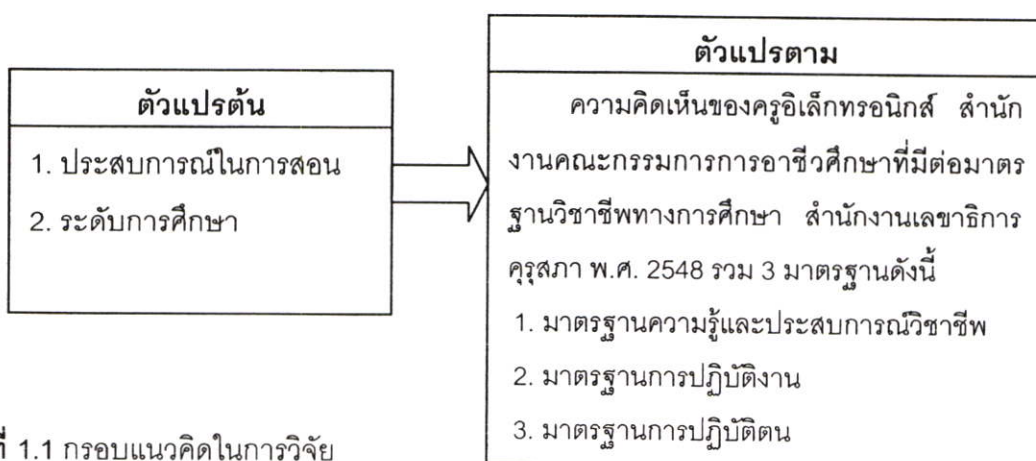 ตัวแปรต้น
1. ประสบการณ์ในการสอน
2. ระดับการศึกษา
ตัวแปรตาม
ความคิดเห็นของครูอิเล็กทรอนิกส์ สำนัก
งานคณะกรรมการการอาชีวศึกษาที่มีต่อมาตร
ฐานวิชาชีพทางการศึกษา สำนักงานเลขาธิการ
คุรุสภา พ.ศ. 2548 รวม 3 มาตรฐานดังนี้
1. มาตรฐานความรู้และประสบการณ์วิชาชีพ
2. มาตรฐานการปฏิบัติงาน
3. มาตรฐานการปฏิบัติตน
1.1 กรอบแนวคิดในการวิจัย